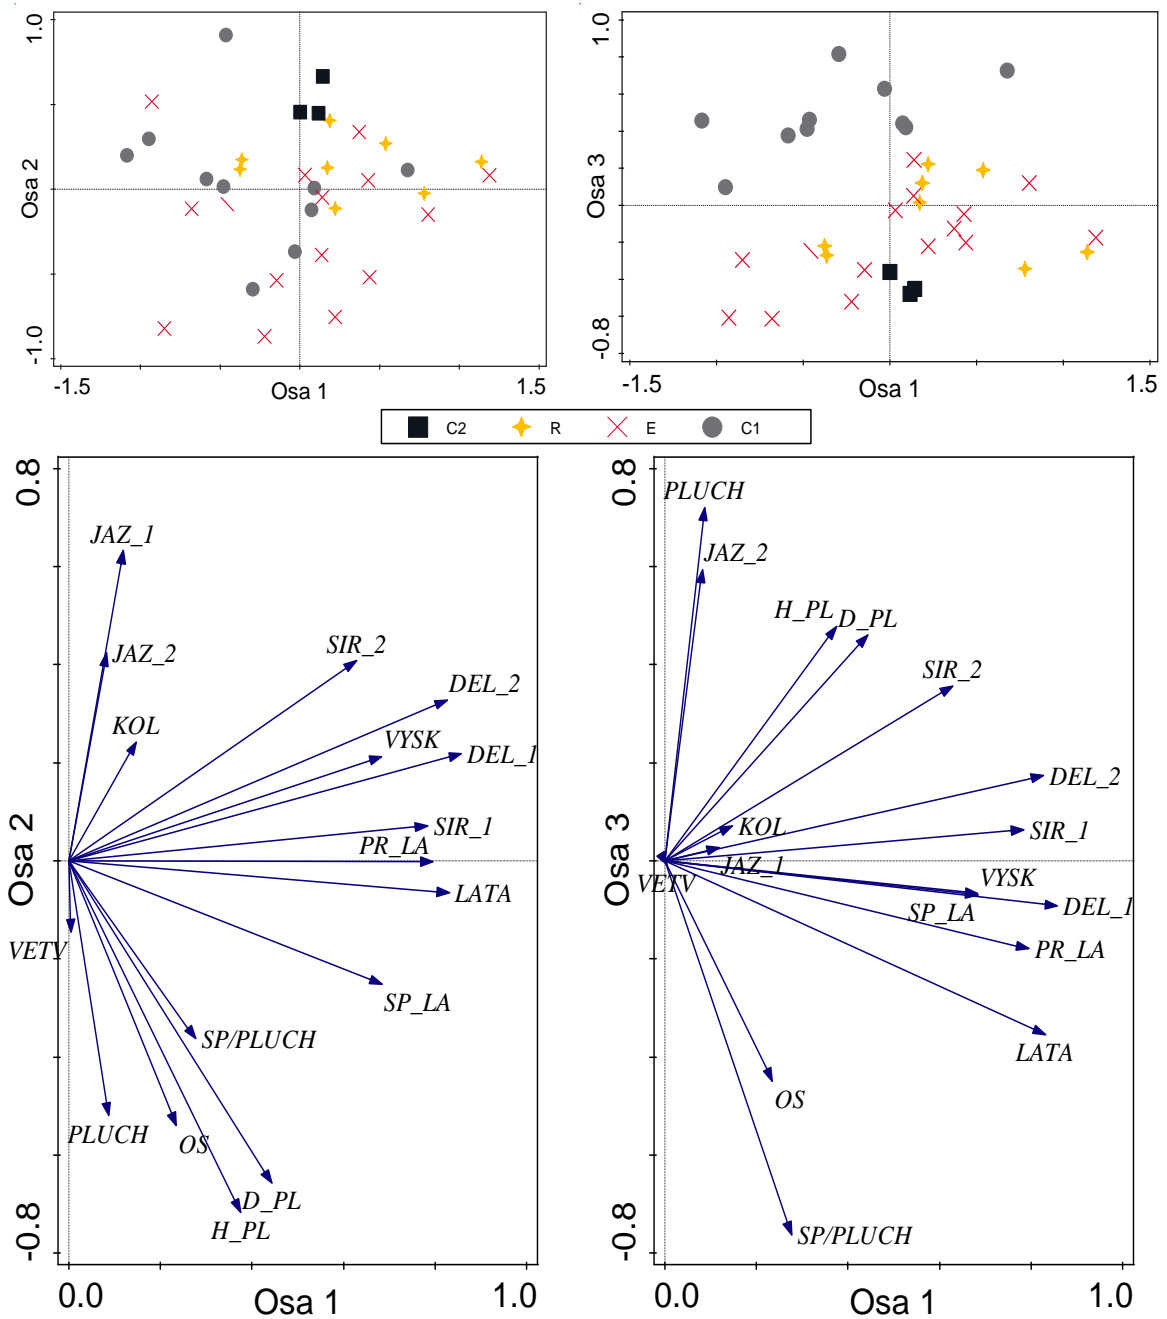 1.0
Osa 2
-1.0
-1.5
Osa 1
1.5
1.0
Osa 3
-0.8
-1.5
Osa 1
1.5
C2
R
E
C1
0.8
JAZ_1
JAZ_2
KOL
SIR_2
DEL_2
VYSK
DEL_1
SIR_1
PR_LA
LATA
Osa 2
VETV
SP_LA
SP/PLUCH
PLUCH
OS
D_PL
H_PL
-0.8
0.0
Osa 1
1.0
0.8
PLUCH
JAZ_2
H_PL
D_PL
SIR_2
DEL_2
KOL
SIR_1
JAZ_1
Osa 3
VETV
VYSK
SP_LA
DEL_1
PR_LA
LATA
OS
SP/PLUCH
-0.8
0.0
Osa 1
1.0